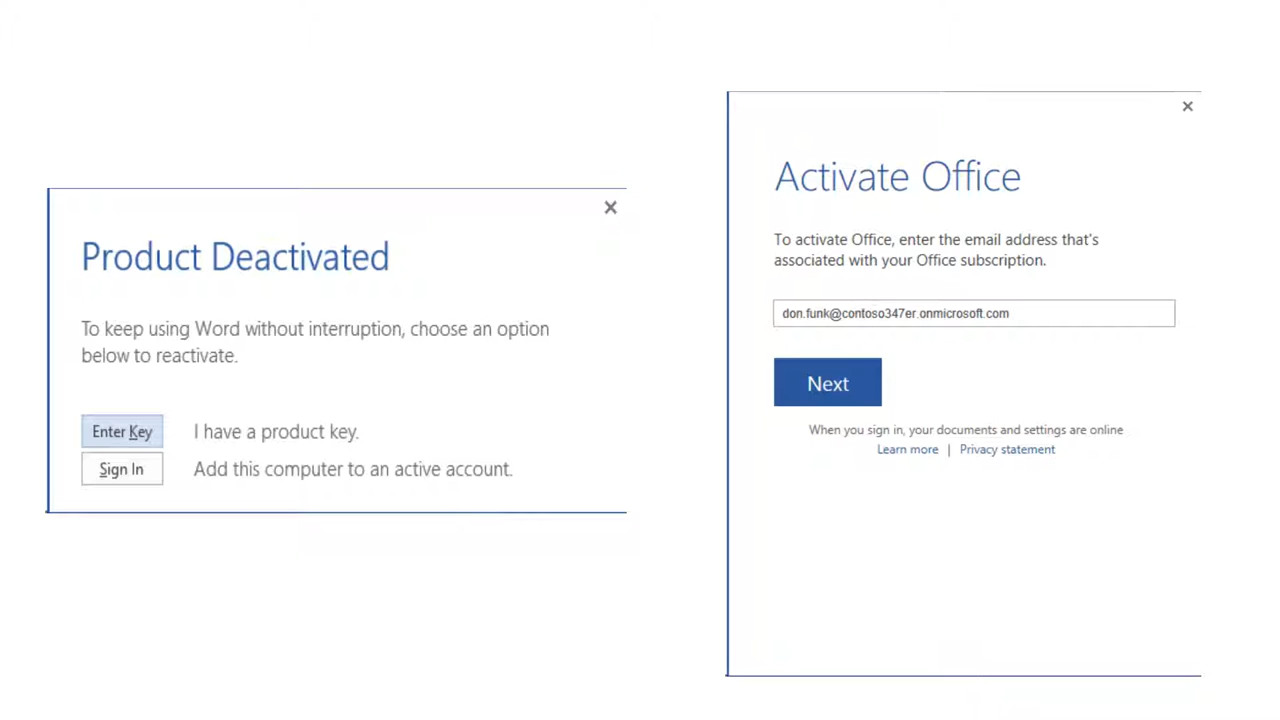 Product Deactivated
To keep using Word without interruption, choose an option
below to reactivate.
Enter Key I have a product key.
Sign In Add this computer to an active account.
Activate Office
To activate Office, enter the email address that's
associated with your Office subscription.
don.funk@contoso347er.onmicrosoft.com
Next
When you sign in, your documents and settings are online
Learn more | Privacy statement